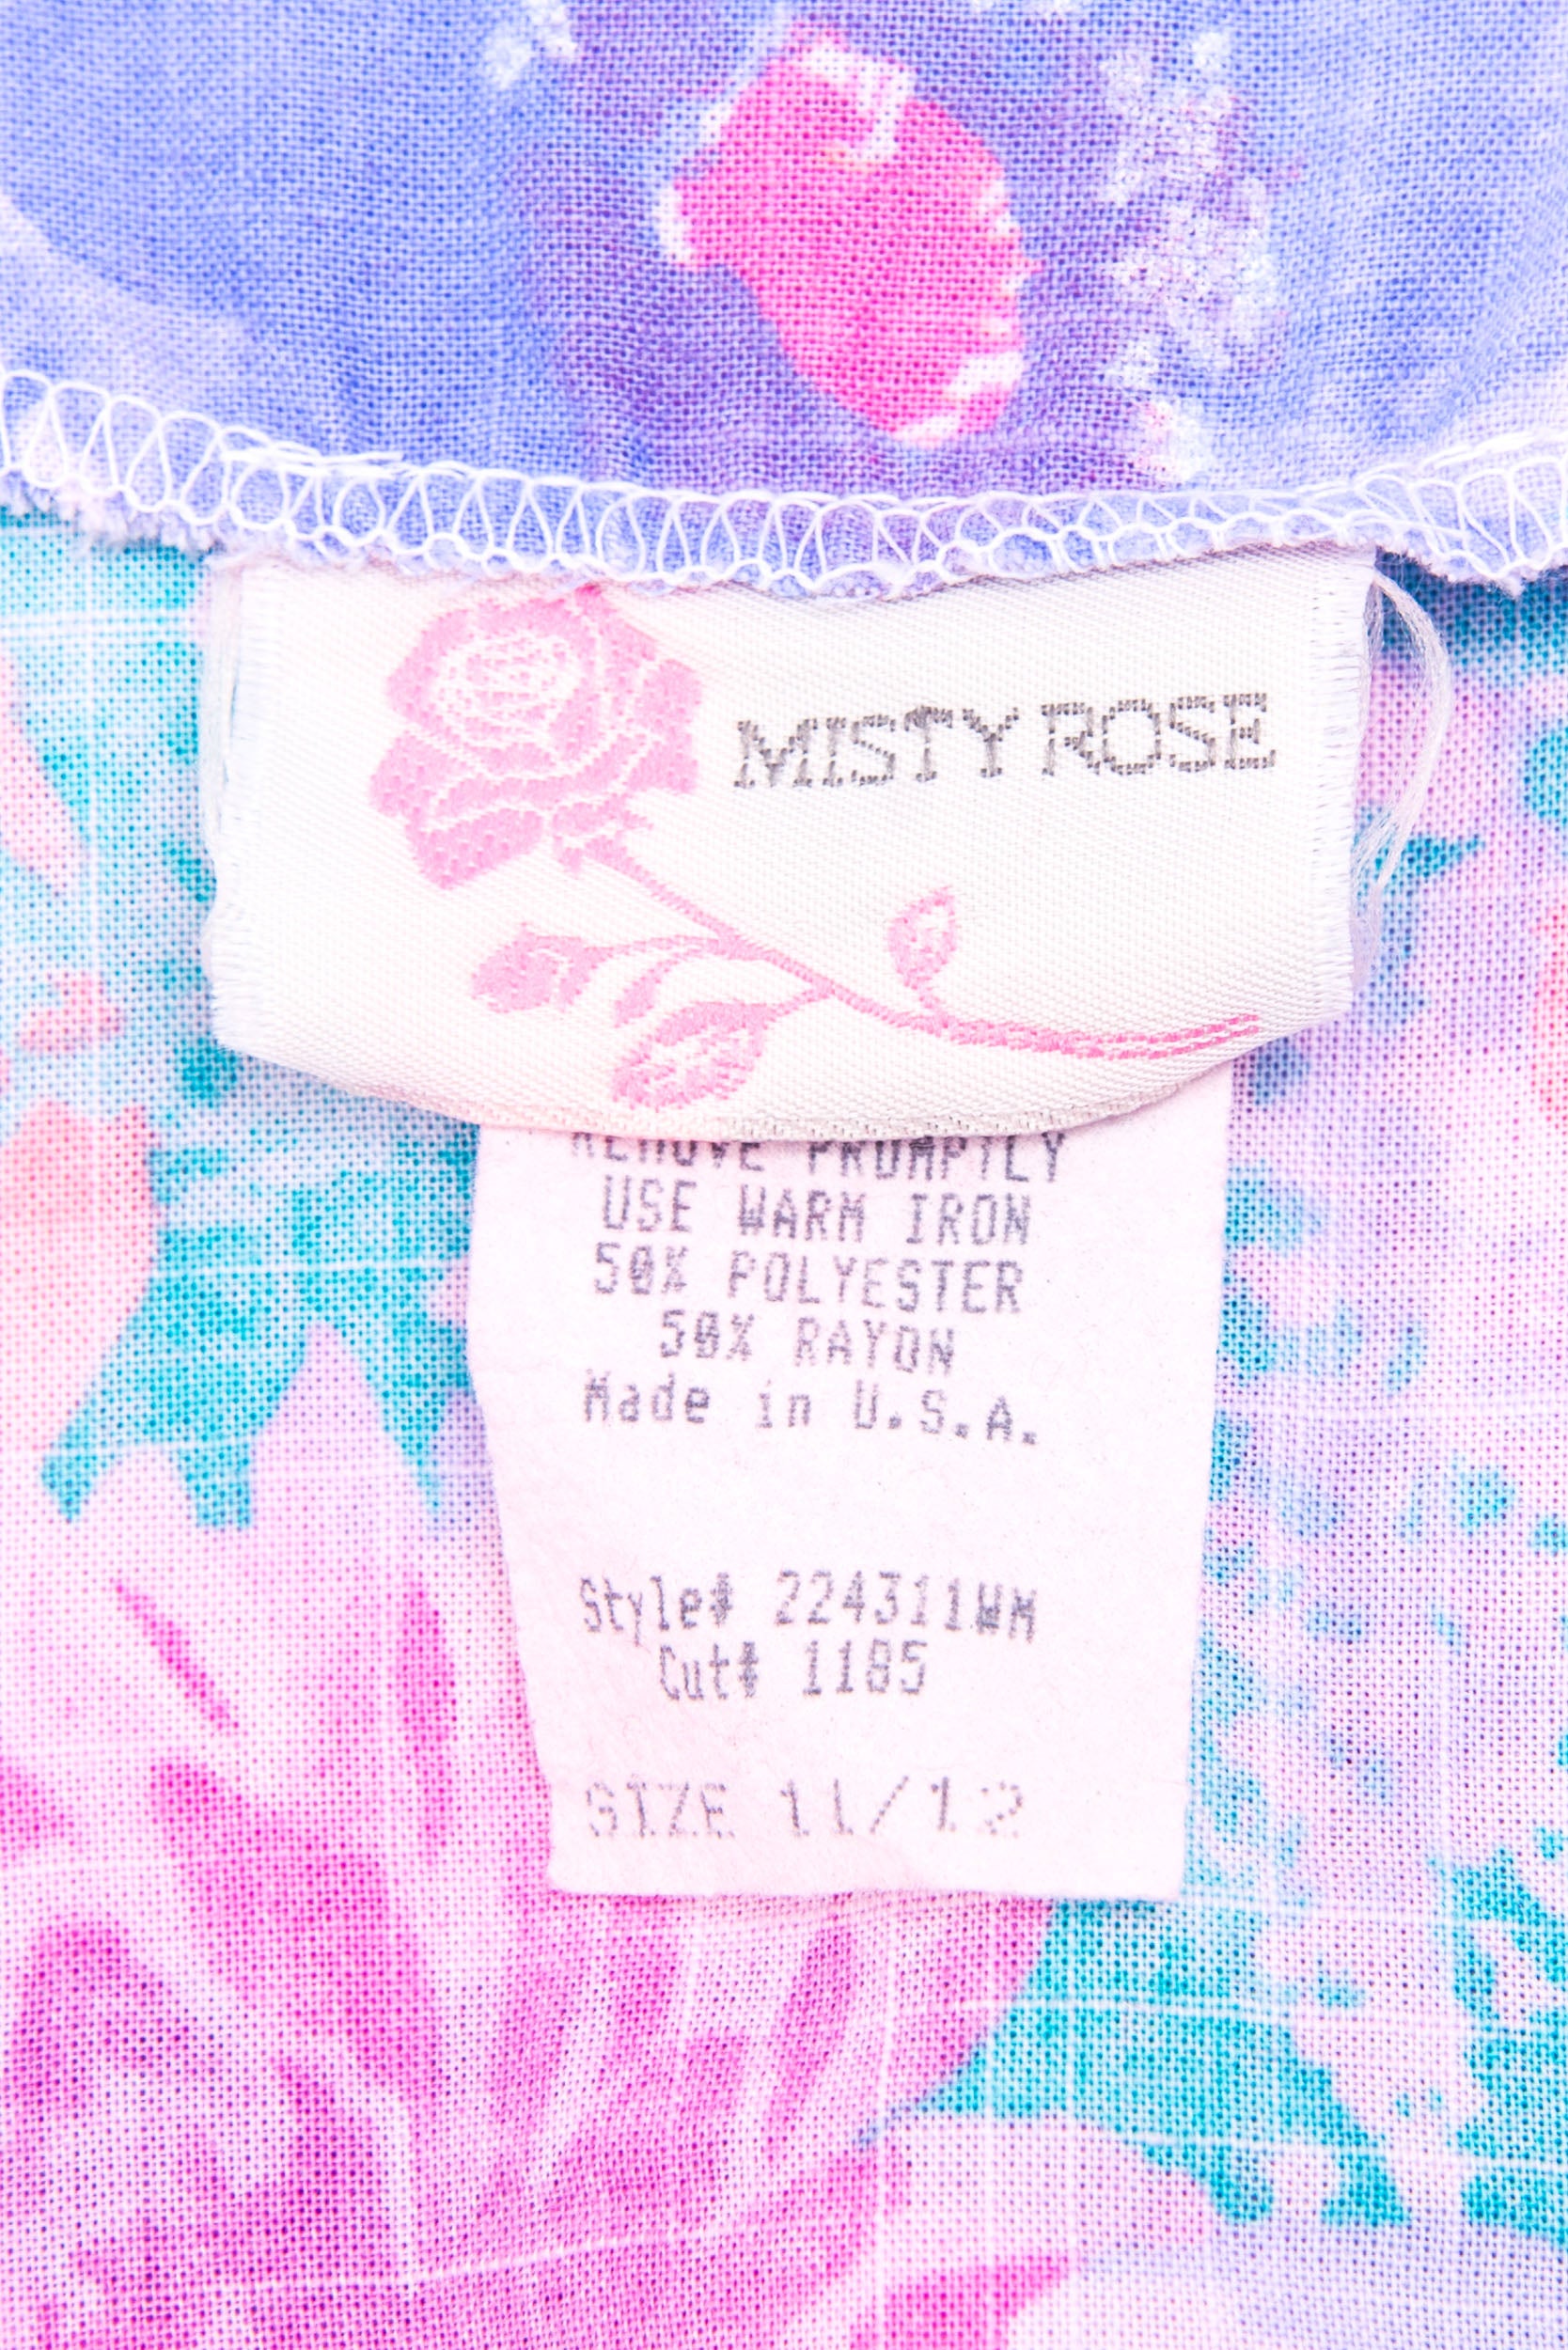 MISTY ROSE
REMOVE PROMPTLY
USE WARM IRON
50% POLYESTER
50% RAYON
Made in U.S.A.
Style# 224311WM
Cut# 1185
SIZE 11/12